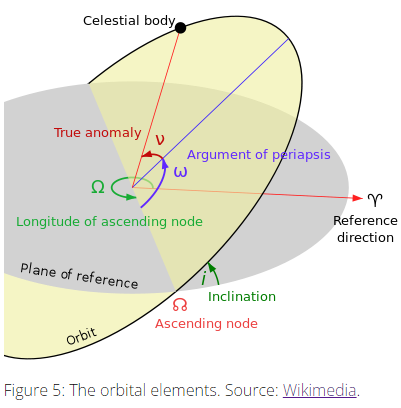 Celestial body
True anomaly
ν
Argument of periapsis
ω
Ω
♈
Longitude of ascending node
Reference
direction
Plane of reference
i
Inclination
☊
Ascending node
Orbit
Figure 5: The orbital elements. Source: Wikimedia.